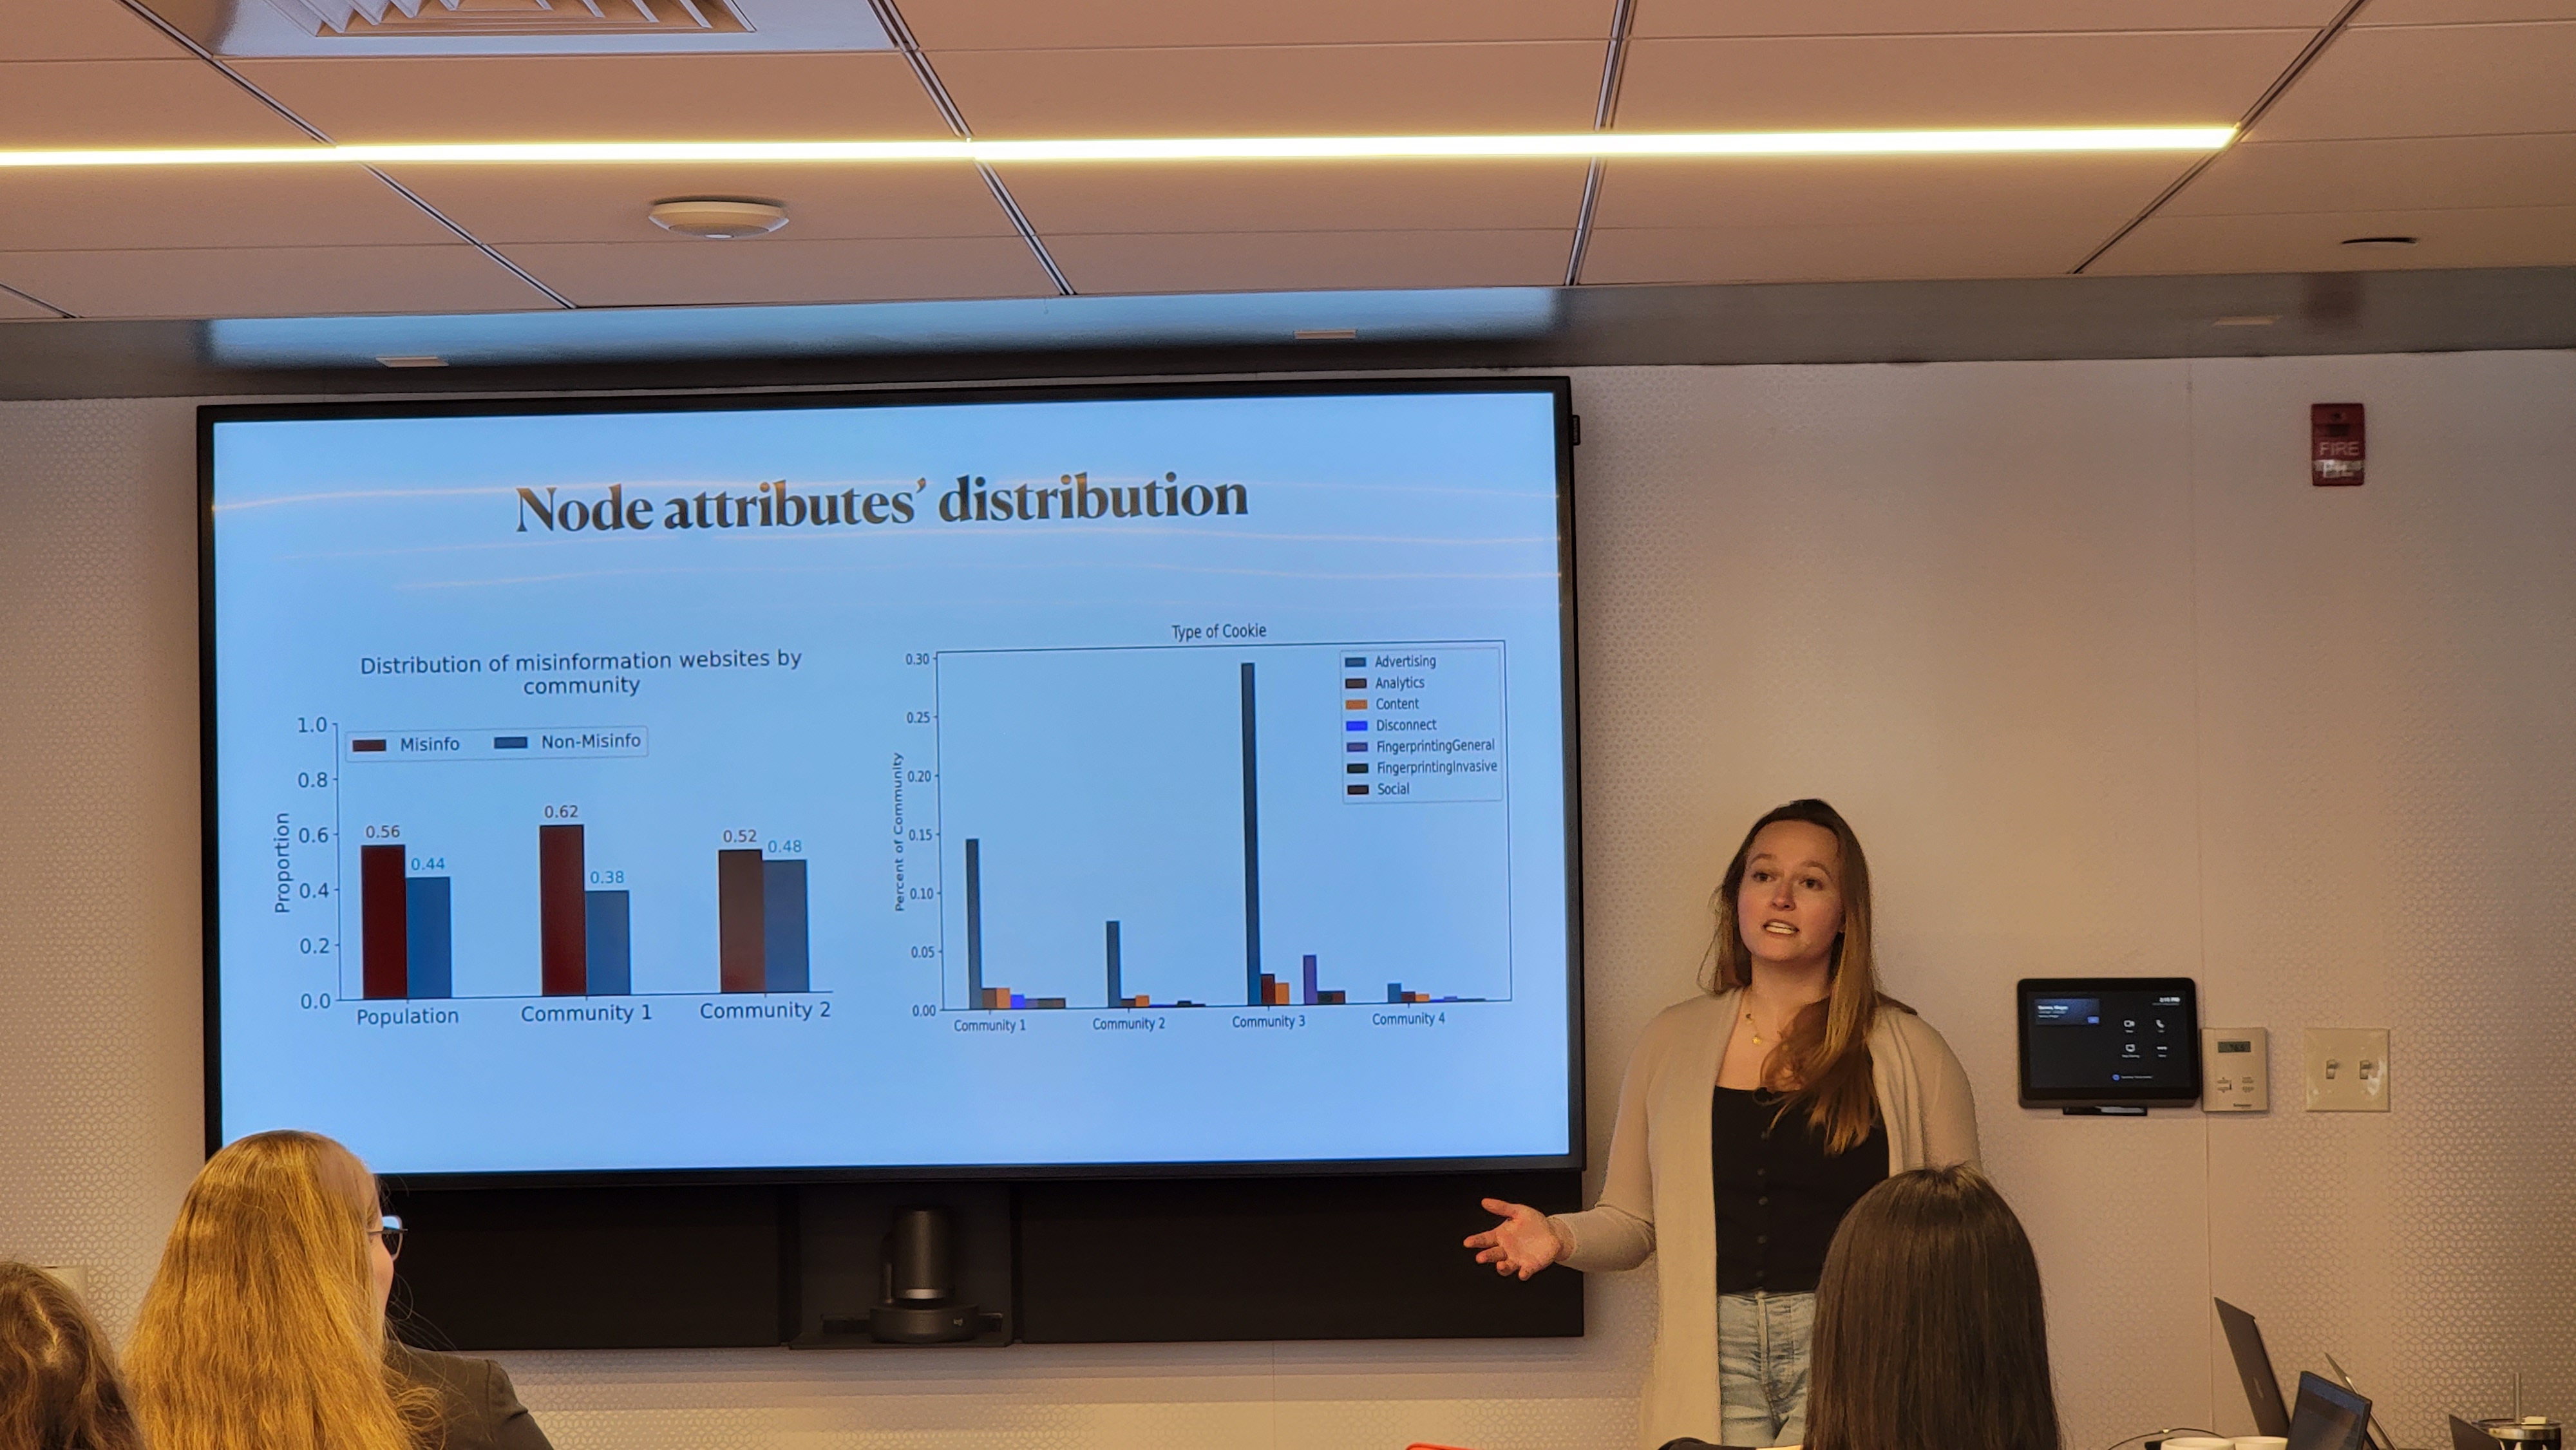 Node attributes' distribution
Distribution of misinformation websites by
community
Misinfo
Non-Misinfo
Proportion
1.0
0.8
0.6
0.4
0.2
0.0
0.56
0.44
0.62
0.38
0.52
0.48
Population
Community 1
Community 2
Type of Cookie
Advertising
Analytics
Content
Disconnect
FingerprintingGeneral
FingerprintingInvasive
Social
Percent of Community
0.30
0.25
0.20
0.15
0.10
0.05
0.00
Community 1
Community 2
Community 3
Community 4
FIRE